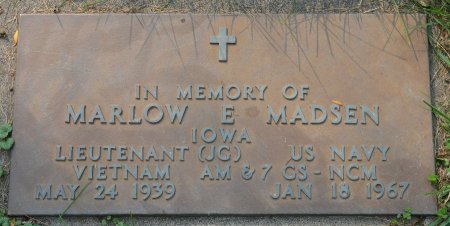 IN MEMORY OF
MARLOW E MADSEN
IOWA
LIEUTENANT (JG) US NAVY
VIETNAM AM & 7 GS-NCM
MAY 24 1939 JAN 18 1967